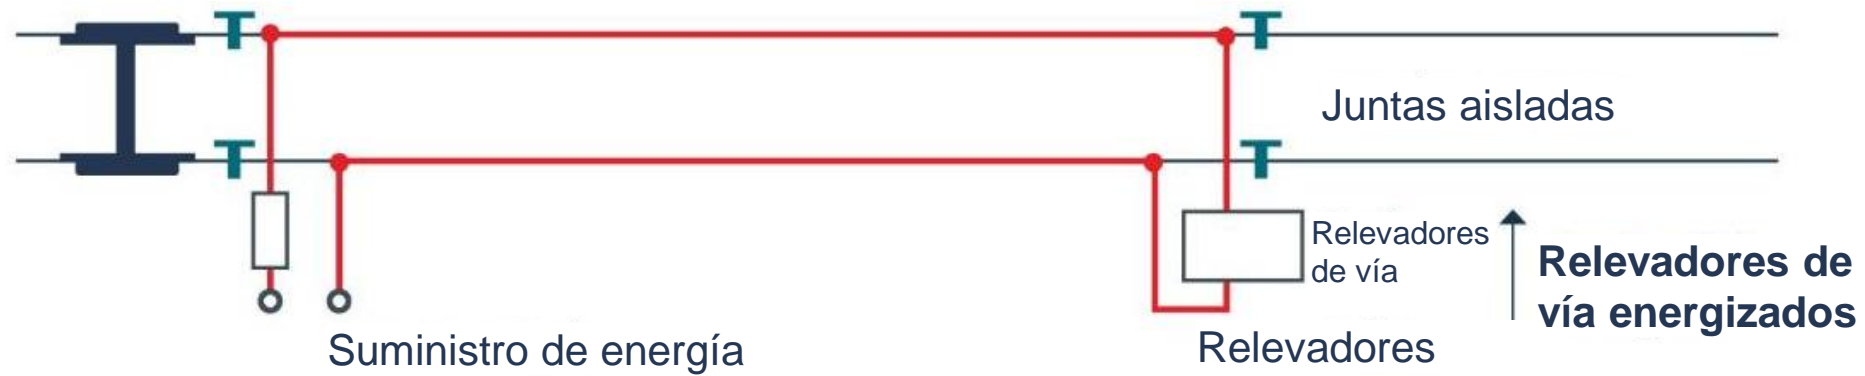 Juntas aisladas
Relevadores
de vía
Relevadores de
vía energizados
Suministro de energía
Relevadores